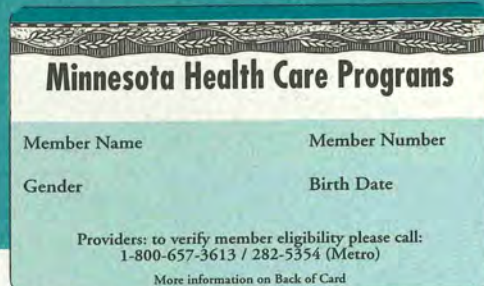 Minnesota Health Care Programs
Member Name Member Number
Gender Birth Date
Providers: to verify member eligibility please call:
1-800-657-3613 / 282-5354 (Metro)
More information on Back of Card